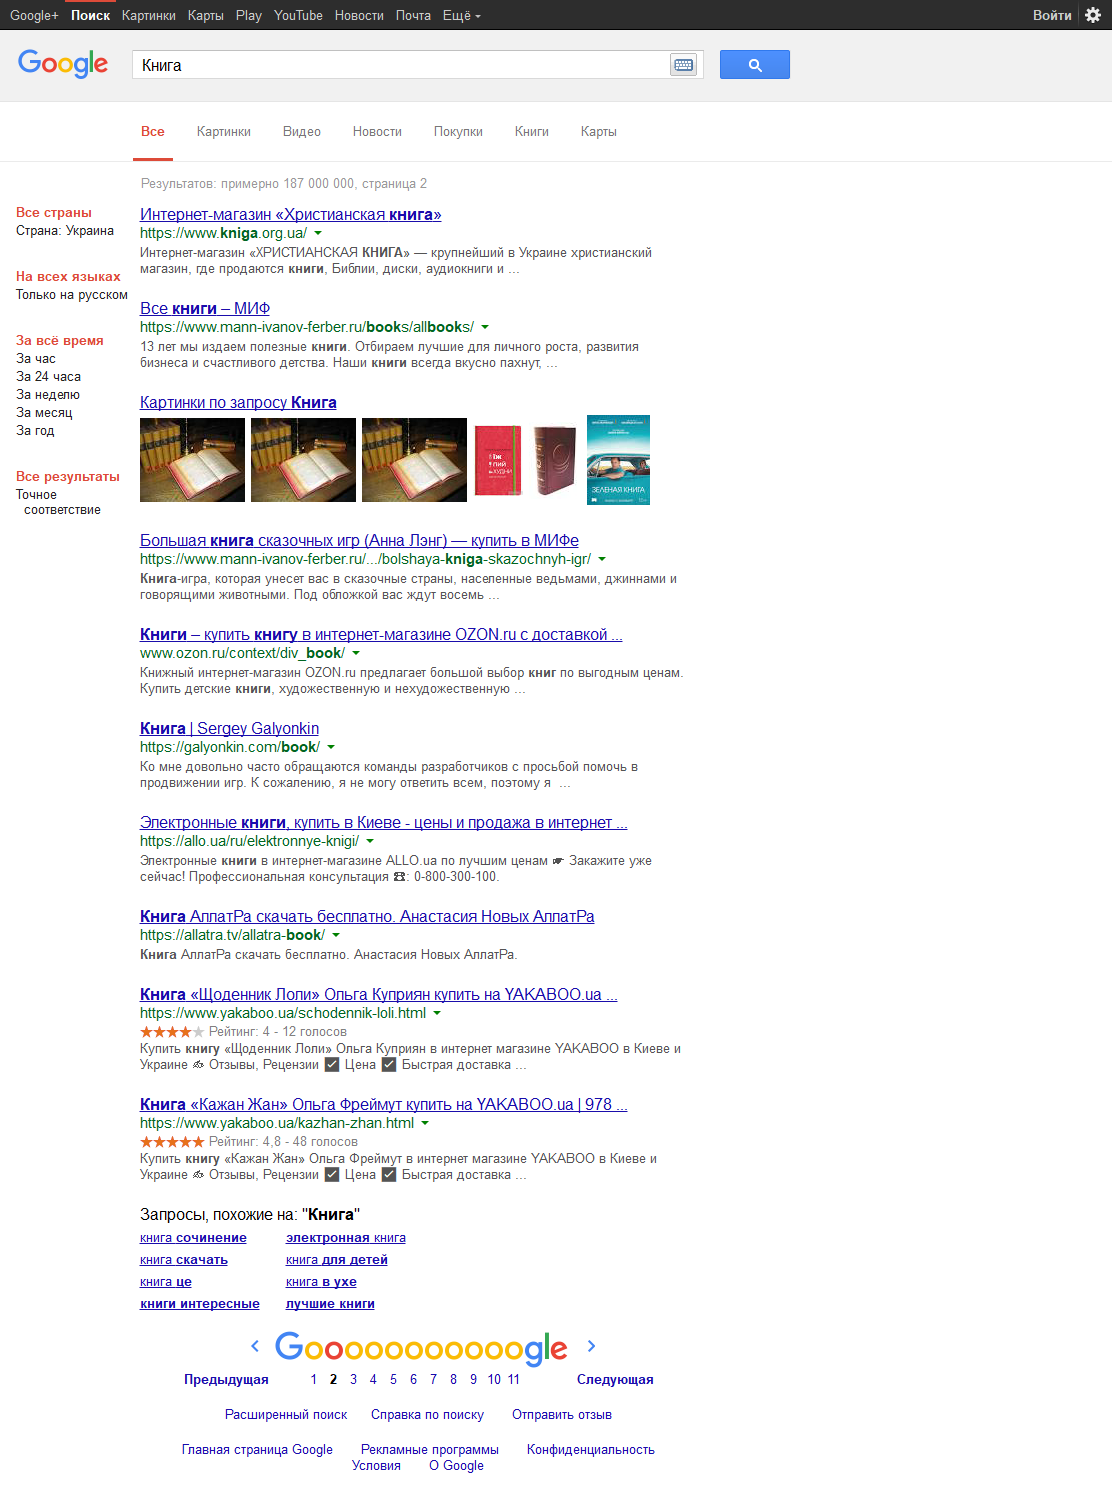 Google+ Поиск Картинки Карты Play YouTube Новости Почта Ещё Войти
Google Книга
Все Картинки Видео Новости Покупки Книги Карты
Результатов: примерно 187 000 000, страница 2
Все страны
Страна: Украина
На всех языках
Только на русском
За всё время
За час
За 24 часа
За неделю
За месяц
За год
Все результаты
Точное
соответствие
Интернет-магазин «Христианская книга»
https://www.kniga.org.ua/
Интернет-магазин «ХРИСТИАНСКАЯ КНИГА» — крупнейший в Украине христианский
магазин, где продаются книги, Библии, диски, аудиокниги и ...
Все книги – МИФ
https://www.mann-ivanov-ferber.ru/books/allbooks/
13 лет мы издаем полезные книги. Отбираем лучшие для личного роста, развития
бизнеса и счастливого детства. Наши книги всегда вкусно пахнут, ...
Картинки по запросу Книга
ЗЕЛЕНАЯ КНИГА
Большая книга сказочных игр (Анна Лэнг) — купить в МИФе
https://www.mann-ivanov-ferber.ru/.../bolshaya-kniga-skazochnyh-igr/
Книга-игра, которая унесет вас в сказочные страны, населенные ведьмами, джиннами и
говорящими животными. Под обложкой вас ждут восемь ...
Книги – купить книгу в интернет-магазине OZON.ru с доставкой ...
www.ozon.ru/context/div_book/
Книжный интернет-магазин OZON.ru предлагает большой выбор книг по выгодным ценам.
Купить детские книги, художественную и нехудожественную ...
Книга | Sergey Galyonkin
https://galyonkin.com/book/
Ко мне довольно часто обращаются команды разработчиков с просьбой помочь в
продвижении игр. К сожалению, я не могу ответить всем, поэтому я ...
Электронные книги, купить в Киеве - цены и продажа в интернет ...
https://allo.ua/ru/elektronnye-knigi/
Электронные книги в интернет-магазине ALLO.ua по лучшим ценам ☛ Закажите уже
сейчас! Профессиональная консультация ☎: 0-800-300-100.
Книга АллатРа скачать бесплатно. Анастасия Новых АллатРа
https://allatra.tv/allatra-book/
Книга АллатРа скачать бесплатно. Анастасия Новых АллатРа.
Книга «Щоденник Лоли» Ольга Куприян купить на YAKABOO.ua ...
https://www.yakaboo.ua/schodennik-loli.html
Рейтинг: 4 - 12 голосов
Купить книгу «Щоденник Лоли» Ольга Куприян в интернет магазине YAKABOO в Киеве и
Украине ✍ Отзывы, Рецензии ✅ Цена ✅ Быстрая доставка ...
Книга «Кажан Жан» Ольга Фреймут купить на YAKABOO.ua | 978 ...
https://www.yakaboo.ua/kazhan-zhan.html
Рейтинг: 4,8 - 48 голосов
Купить книгу «Кажан Жан» Ольга Фреймут в интернет магазине YAKABOO в Киеве и
Украине ✍ Отзывы, Рецензии ✅ Цена ✅ Быстрая доставка ...
Запросы, похожие на: "Книга"
книга сочинение электронная книга
книга скачать книга для детей
книга це книга в ухе
книги интересные лучшие книги
Goooooooooooogle
Предыдущая 1 2 3 4 5 6 7 8 9 10 11 Следующая
Расширенный поиск Справка по поиску Отправить отзыв
Главная страница Google Рекламные программы Конфиденциальность
Условия О Google